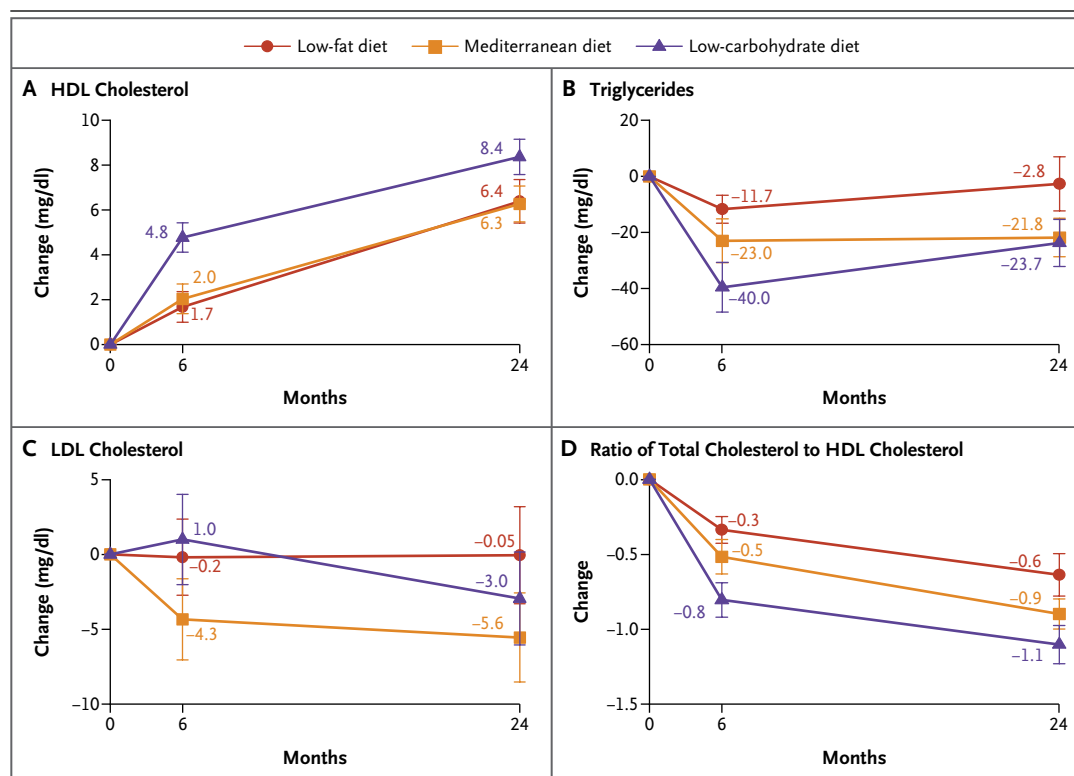 Low-fat diet Mediterranean diet Low-carbohydrate diet
A HDL Cholesterol
10
8
6
4
2
0
Change (mg/dl)
4.8
2.0
1.7
8.4
6.4
6.3
0 6 24
Months
B Triglycerides
20
0
−20
−40
−60
Change (mg/dl)
−11.7
−23.0
−40.0
−2.8
−21.8
−23.7
0 6 24
Months
C LDL Cholesterol
5
0
−5
−10
Change (mg/dl)
1.0
−0.2
−4.3
−0.05
−3.0
−5.6
0 6 24
Months
D Ratio of Total Cholesterol to HDL Cholesterol
0.0
−0.5
−1.0
−1.5
Change
−0.3
−0.5
−0.8
−0.6
−0.9
−1.1
0 6 24
Months